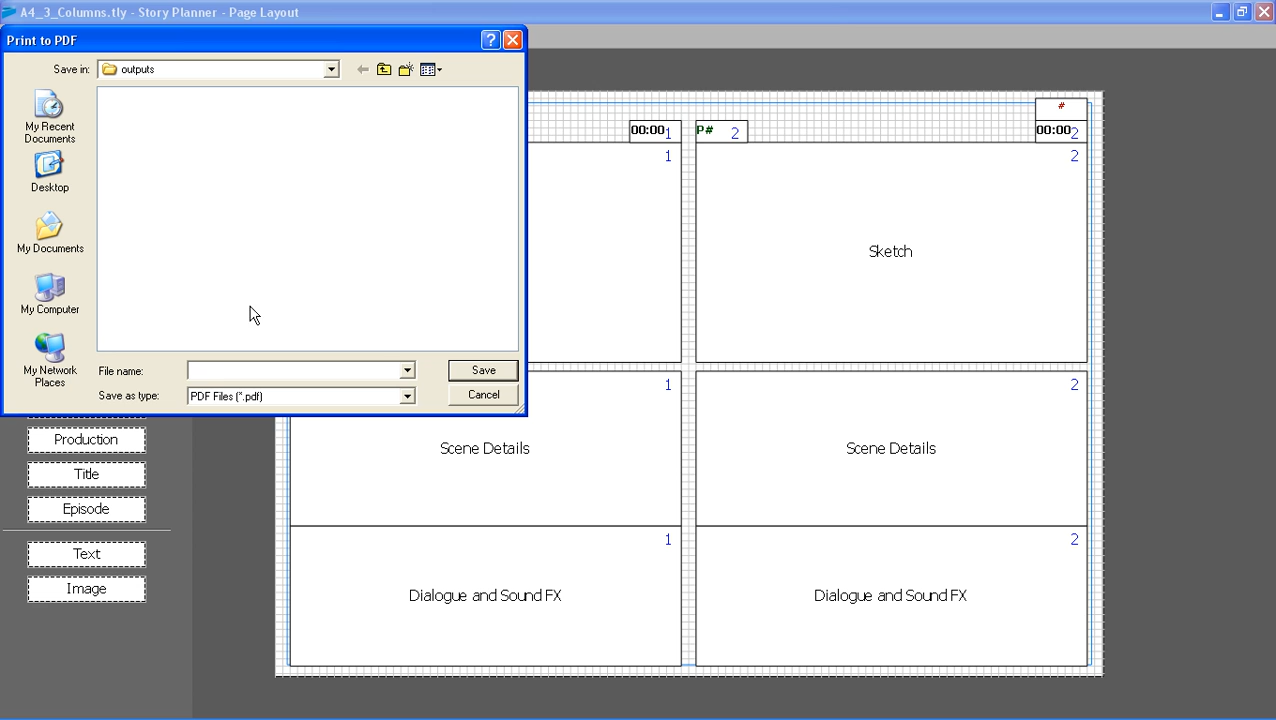 A4_3_Columns.tly - Story Planner - Page Layout
Print to PDF
Save in:
outputs
My Recent
Documents
Desktop
My Documents
My Computer
My Network
Places
File name:
Save
Save as type:
PDF Files (*.pdf)
Cancel
#
00:00 1
P# 2
00:00 2
1
2
Sketch
1
2
Scene Details
Scene Details
1
2
Dialogue and Sound FX
Dialogue and Sound FX
Production
Title
Episode
Text
Image